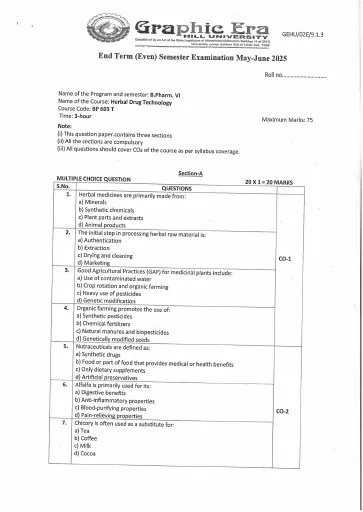 Graphic Era
HILL UNIVERSITY
GEHU/02E/9.1.3
End Term (Even) Semester Examination May-June 2025
Roll no.
Name of the Program and semester: B.Pharm. VI
Name of the Course: Herbal Drug Technology
Course Code: BP 603 T
Time: 3-hour
Maximum Marks: 75
Note:
(i) This question paper contains three sections
(ii) All the sections are compulsory
(iii) All questions should cover COs of the course as per syllabus coverage.
Section-A
MULTIPLE CHOICE QUESTION
20 X 1 = 20 MARKS
S.No. QUESTIONS
1. Herbal medicines are primarily made from:
a) Minerals
b) Synthetic chemicals
c) Plant parts and extracts
d) Animal products
2. The initial step in processing herbal raw material is:
a) Authentication
b) Extraction
c) Drying and cleaning
d) Marketing
CO-1
3. Good Agricultural Practices (GAP) for medicinal plants include:
a) Use of contaminated water
b) Crop rotation and organic farming
c) Heavy use of pesticides
d) Genetic modification
4. Organic farming promotes the use of:
a) Synthetic pesticides
b) Chemical fertilizers
c) Natural manures and biopesticides
d) Genetically modified seeds
5. Nutraceuticals are defined as:
a) Synthetic drugs
b) Food or part of food that provides medical or health benefits
c) Only dietary supplements
d) Artificial preservatives
6. Alfalfa is primarily used for its:
a) Digestive benefits
b) Anti-inflammatory properties
c) Blood-purifying properties
d) Pain-relieving properties
CO-2
7. Chicory is often used as a substitute for:
a) Tea
b) Coffee
c) Milk
d) Cocoa